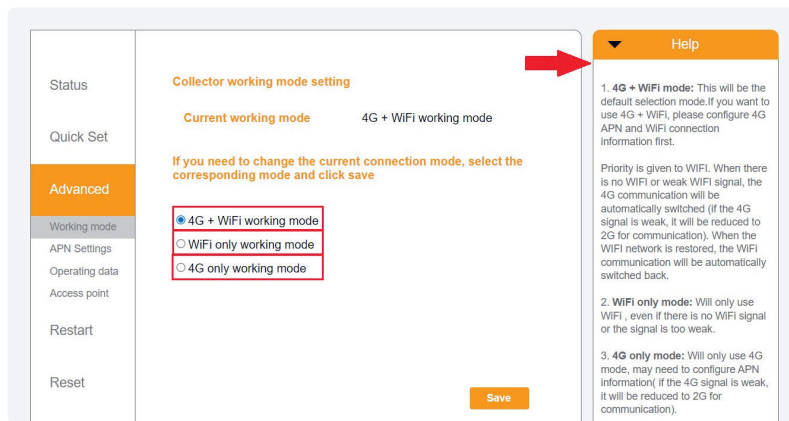 Status
Quick Set
Advanced
Working mode
APN Settings
Operating data
Access point
Restart
Reset
Collector working mode setting
Current working mode 4G + WiFi working mode
If you need to change the current connection mode, select the
corresponding mode and click save
4G + WiFi working mode
WiFi only working mode
4G only working mode
Save
Help
1. 4G + WiFi mode: This will be the
default selection mode.If you want to
use 4G + WiFi, please configure 4G
APN and WiFi connection
information first.
Priority is given to WIFI. When there
is no WIFI or weak WIFI signal, the
4G communication will be
automatically switched (if the 4G
signal is weak, it will be reduced to
2G for communication). When the
WIFI network is restored, the WiFi
communication will be automatically
switched back.
2. WiFi only mode: Will only use
WiFi , even if there is no WiFi signal
or the signal is too weak.
3. 4G only mode: Will only use 4G
mode, may need to configure APN
information( if the 4G signal is weak,
it will be reduced to 2G for
communication).